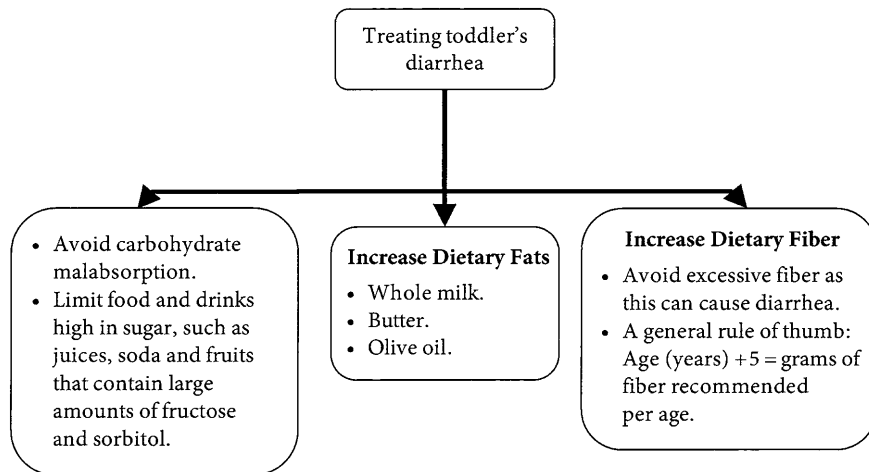 Treating toddler's
diarrhea
• Avoid carbohydrate
malabsorption.
• Limit food and drinks
high in sugar, such as
juices, soda and fruits
that contain large
amounts of fructose
and sorbitol.
Increase Dietary Fats
• Whole milk.
• Butter.
• Olive oil.
Increase Dietary Fiber
• Avoid excessive fiber as
this can cause diarrhea.
• A general rule of thumb:
Age (years) +5 = grams of
fiber recommended
per age.